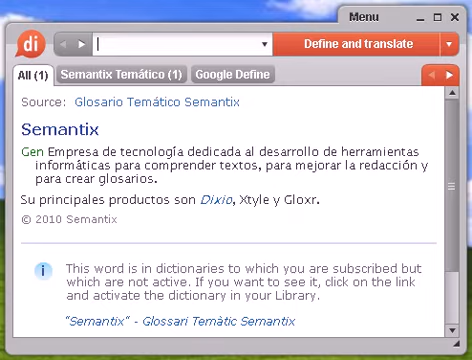 Menu
di
Define and translate
All (1)
Semantix Temático (1)
Google Define
Source: Glosario Temático Semantix
Semantix
Gen Empresa de tecnología dedicada al desarrollo de herramientas
informáticas para comprender textos, para mejorar la redacción y
para crear glosarios.
Su principales productos son Dixio, Xtyle y Gloxr.
© 2010 Semantix
i
This word is in dictionaries to which you are subscribed but
which are not active. If you want to see it, click on the link
and activate the dictionary in your Library.
"Semantix" - Glossari Temàtic Semantix